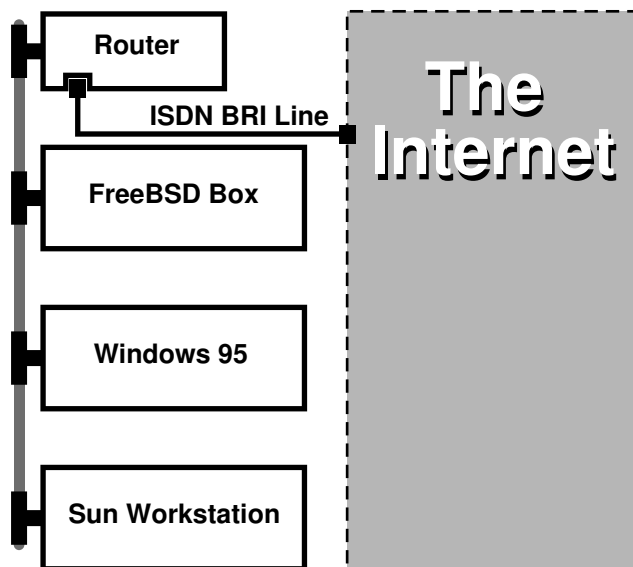 Router
The
Internet
ISDN BRI Line
FreeBSD Box
Windows 95
Sun Workstation